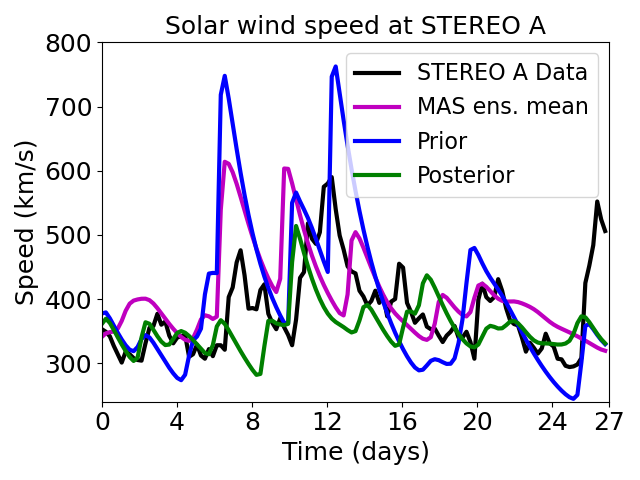 Solar wind speed at STEREO A
800
700
600
500
400
300
Speed (km/s)
STEREO A Data
MAS ens. mean
Prior
Posterior
0 4 8 12 16 20 24 27
Time (days)